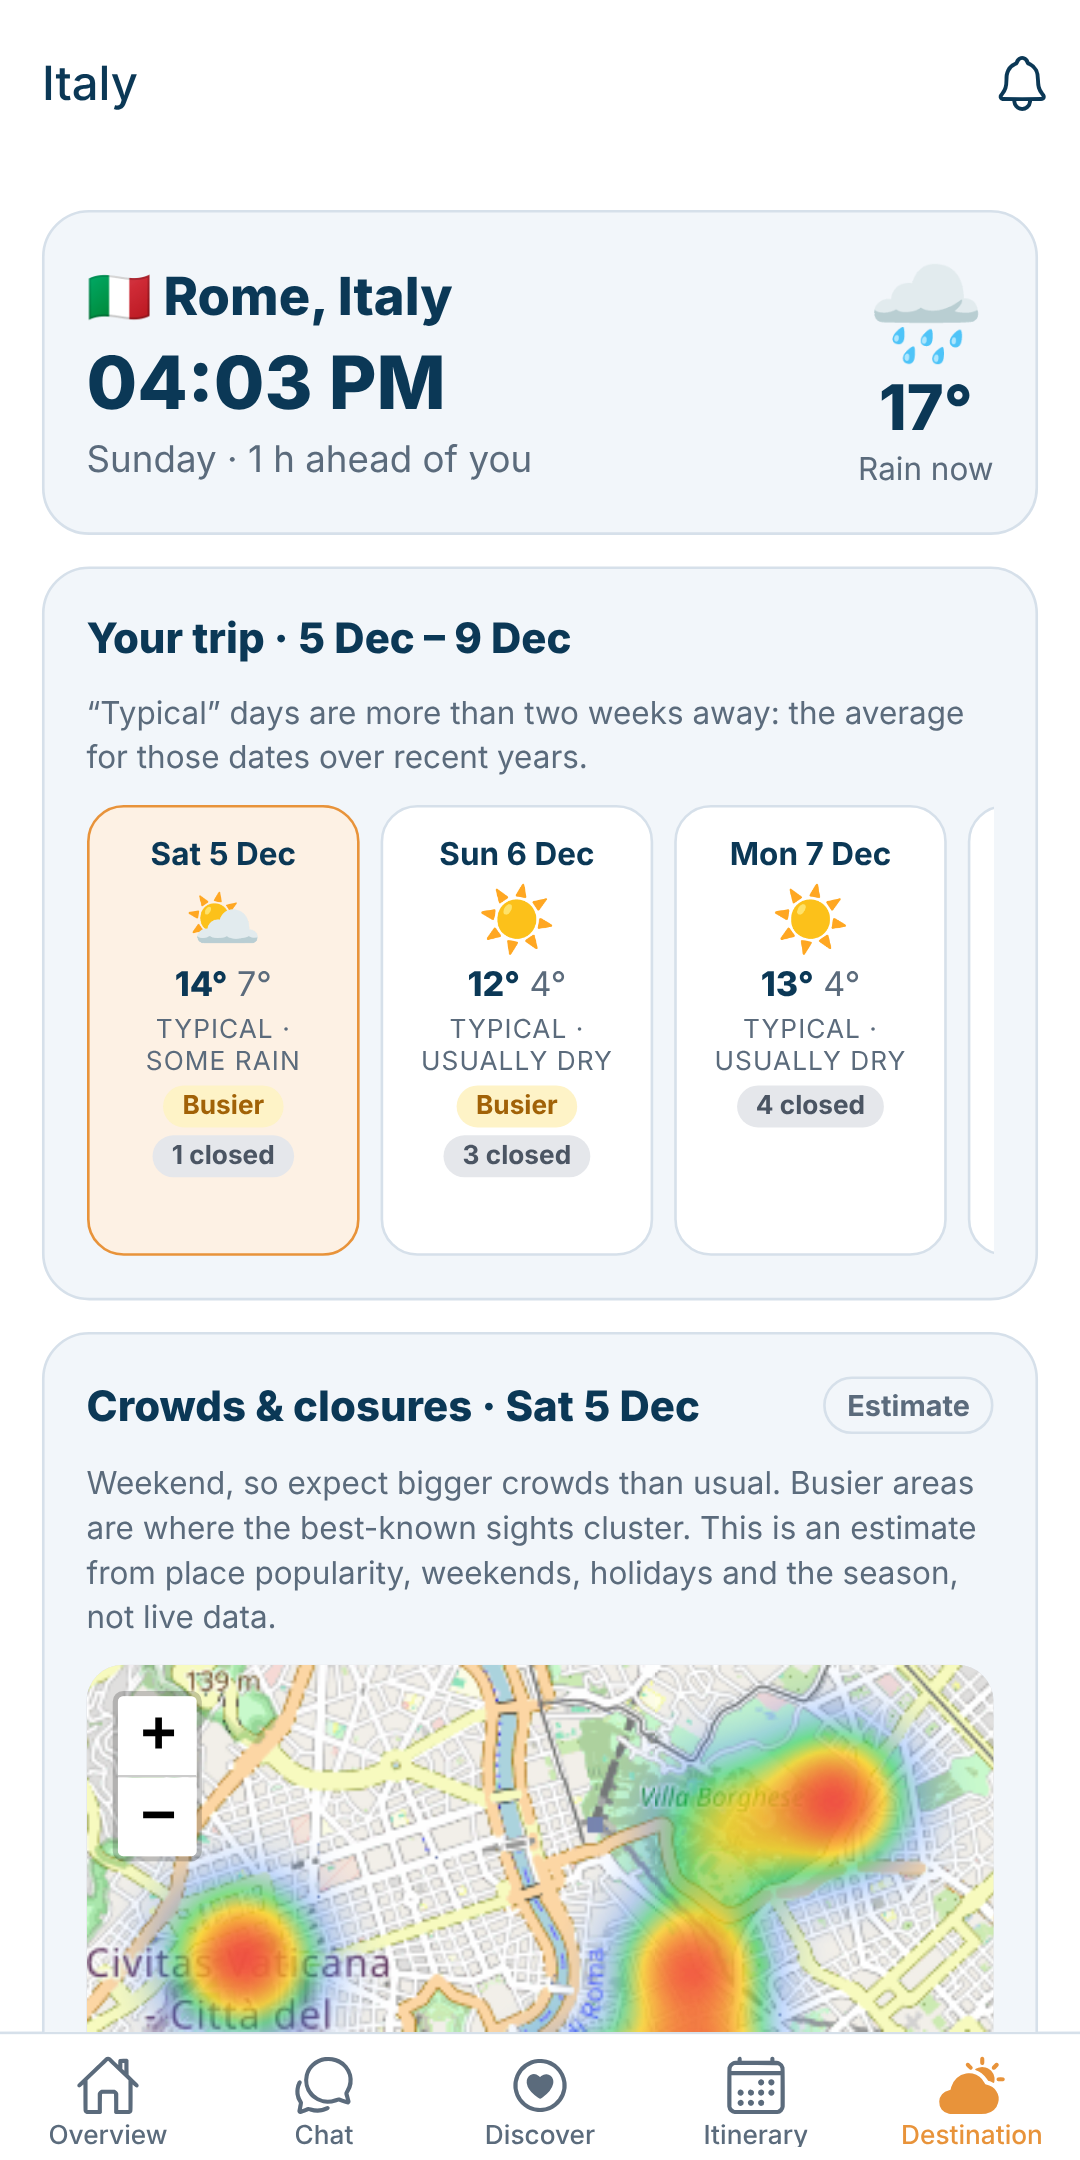 Italy
Rome, Italy
04:03 PM
Sunday · 1 h ahead of you
17°
Rain now
Your trip · 5 Dec – 9 Dec
“Typical” days are more than two weeks away: the average
for those dates over recent years.
Sat 5 Dec
14° 7°
TYPICAL ·
SOME RAIN
Busier
1 closed
Sun 6 Dec
12° 4°
TYPICAL ·
USUALLY DRY
Busier
3 closed
Mon 7 Dec
13° 4°
TYPICAL ·
USUALLY DRY
4 closed
Crowds & closures · Sat 5 Dec
Estimate
Weekend, so expect bigger crowds than usual. Busier areas
are where the best-known sights cluster. This is an estimate
from place popularity, weekends, holidays and the season,
not live data.
139 m
+
−
Villa Borghese
Civitas Vaticana
- Città del
Roma
Overview
Chat
Discover
Itinerary
Destination